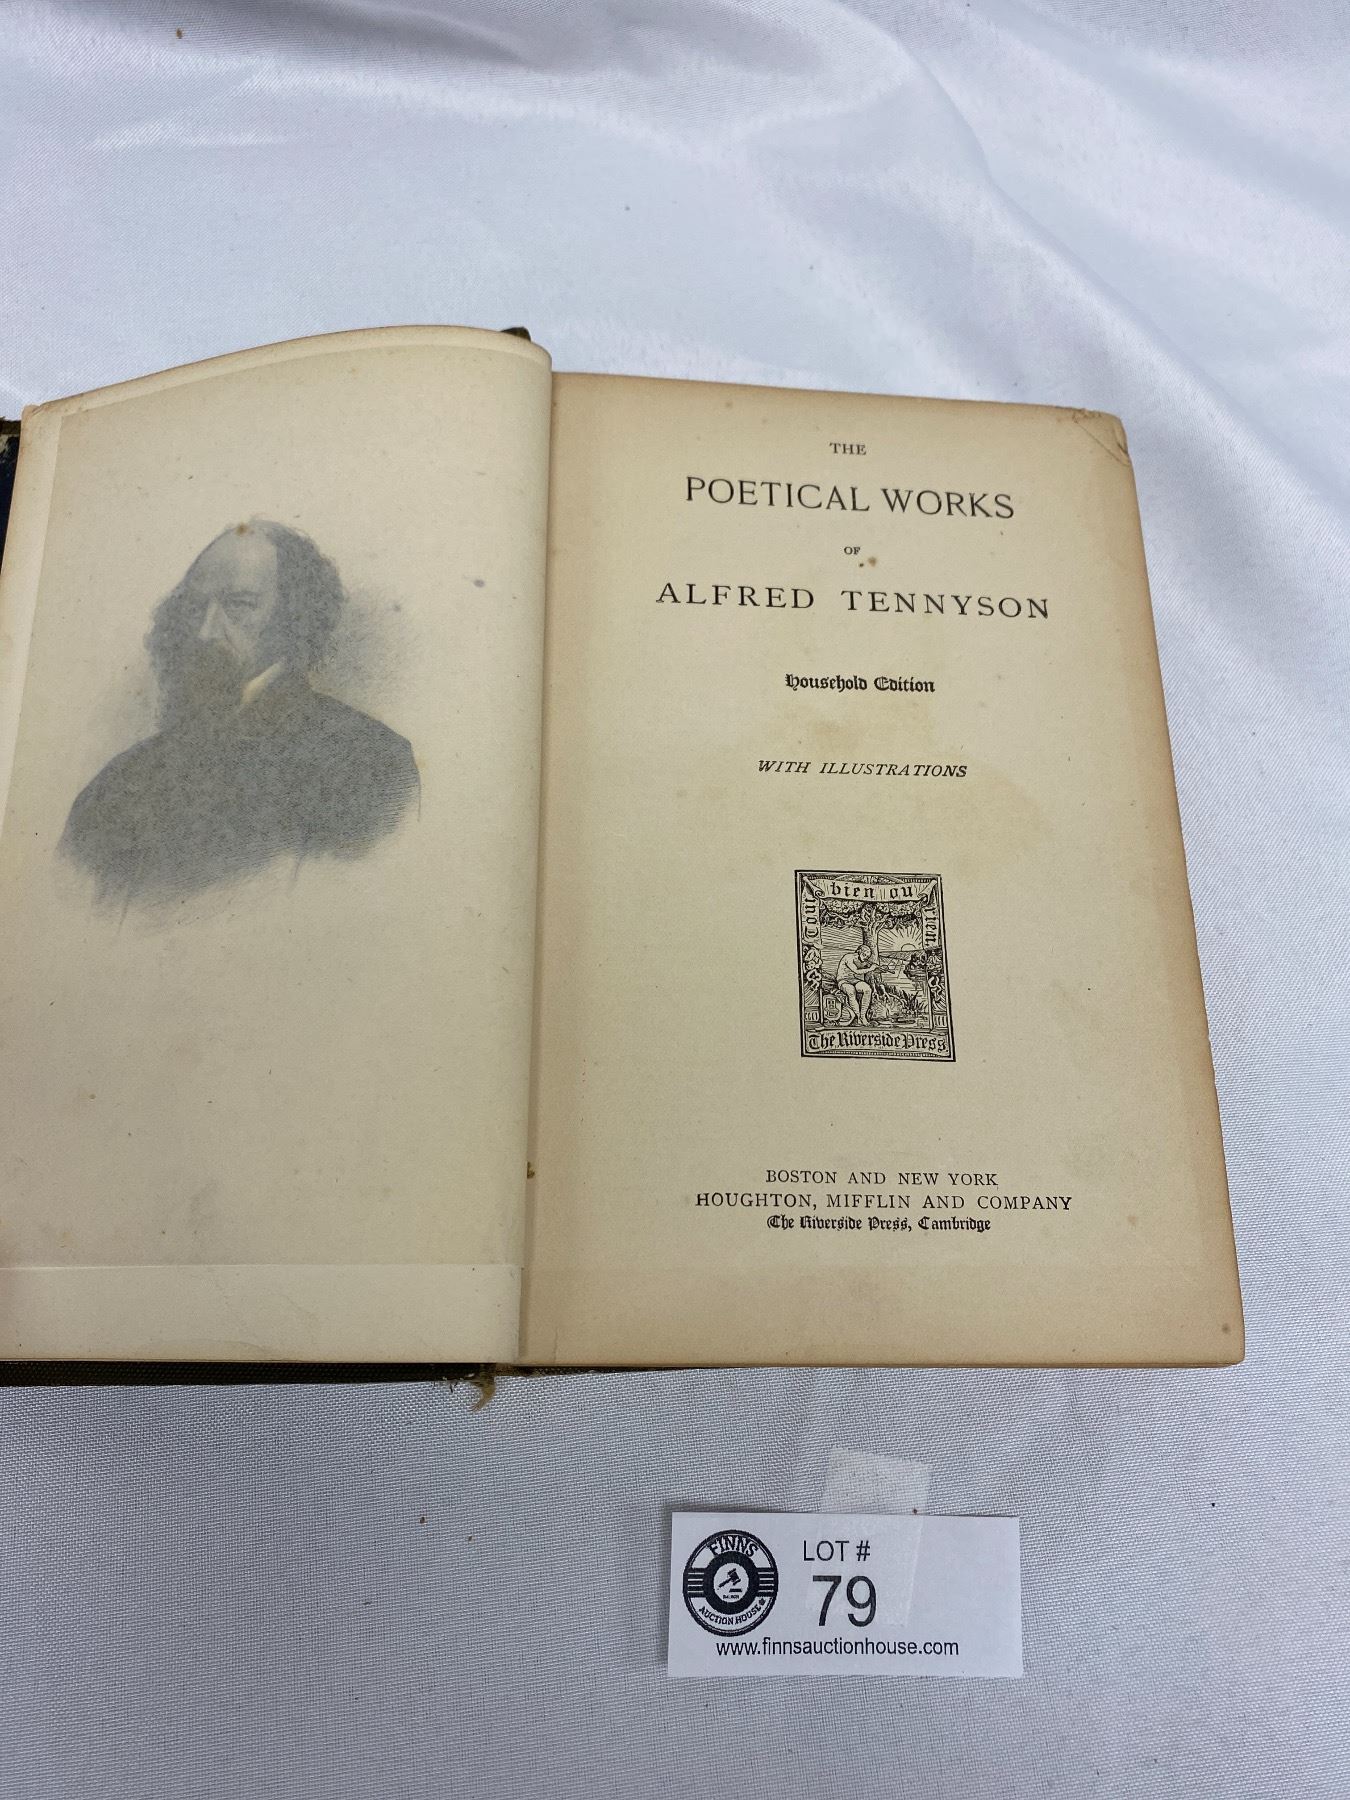 THE
POETICAL WORKS
OF
ALFRED TENNYSON
Household Edition
WITH ILLUSTRATIONS
Tout bien ou rien
The Riverside Press
BOSTON AND NEW YORK
HOUGHTON, MIFFLIN AND COMPANY
The Riverside Press, Cambridge
FINNS
AUCTION HOUSE
LOT #
79
www.finnsauctionhouse.com